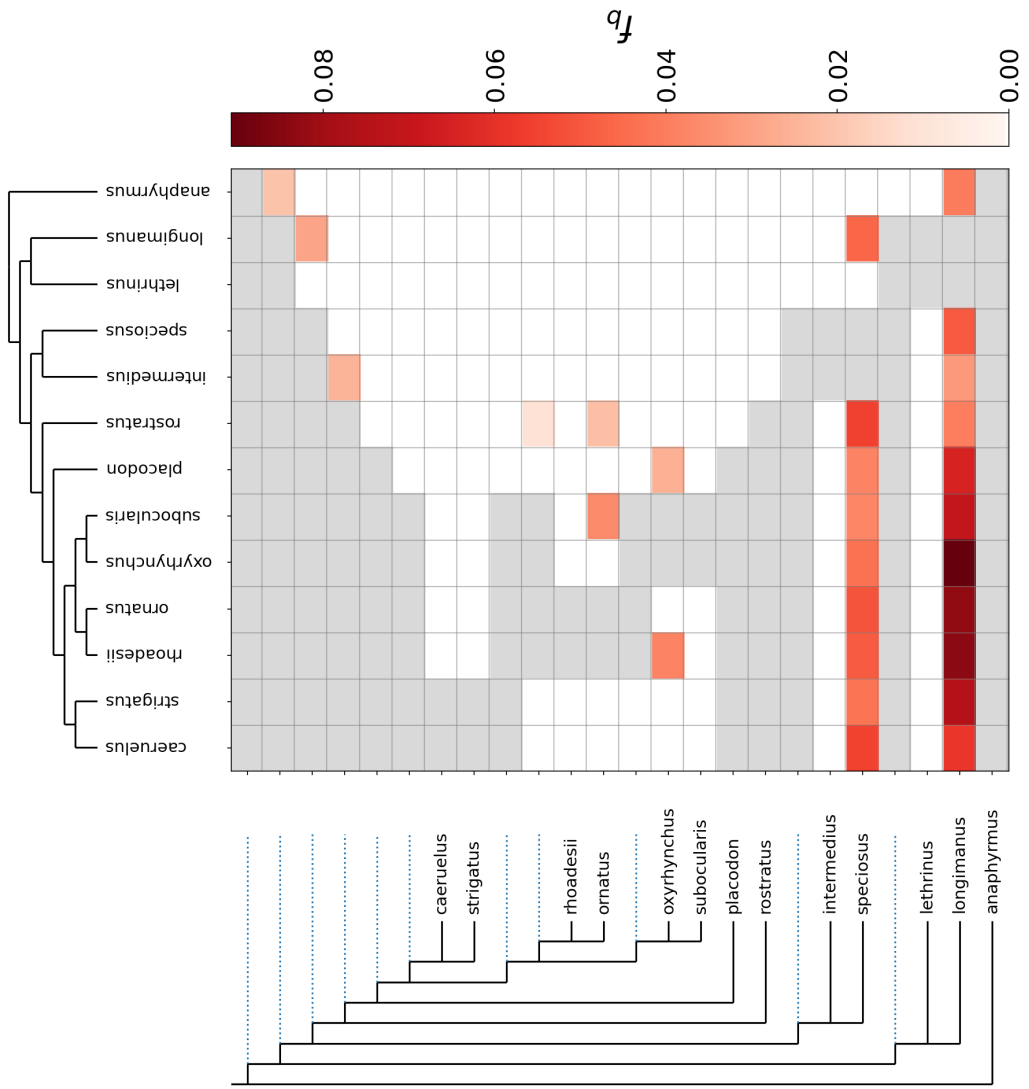 f_b
0.08
0.06
0.04
0.02
0.00
anaphyrmus
longimanus
lethrinus
speciosus
intermedius
rostratus
placodon
subocularis
oxyrhynchus
ornatus
rhoadesii
strigatus
caeruelus
caeruelus
strigatus
rhoadesii
ornatus
oxyrhynchus
subocularis
placodon
rostratus
intermedius
speciosus
lethrinus
longimanus
anaphyrmus